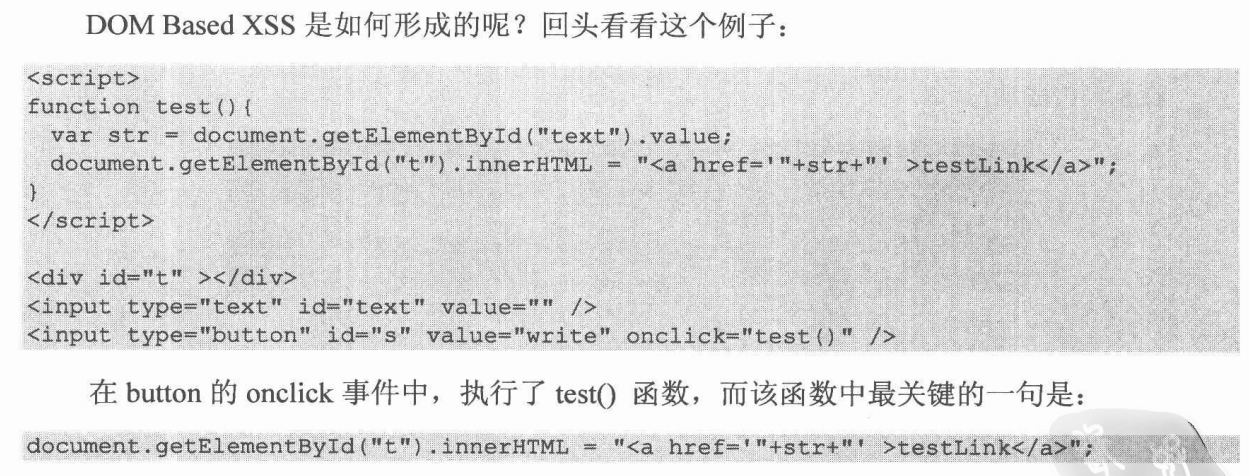 DOM Based XSS 是如何形成的呢？回头看看这个例子：
<script>
function test(){
  var str = document.getElementById("text").value;
  document.getElementById("t").innerHTML = "<a href='"+str+"' >testLink</a>";
}
</script>
<div id="t" ></div>
<input type="text" id="text" value="" />
<input type="button" id="s" value="write" onclick="test()" />
在 button 的 onclick 事件中，执行了 test() 函数，而该函数中最关键的一句是：
document.getElementById("t").innerHTML = "<a href='"+str+"' >testLink</a>";